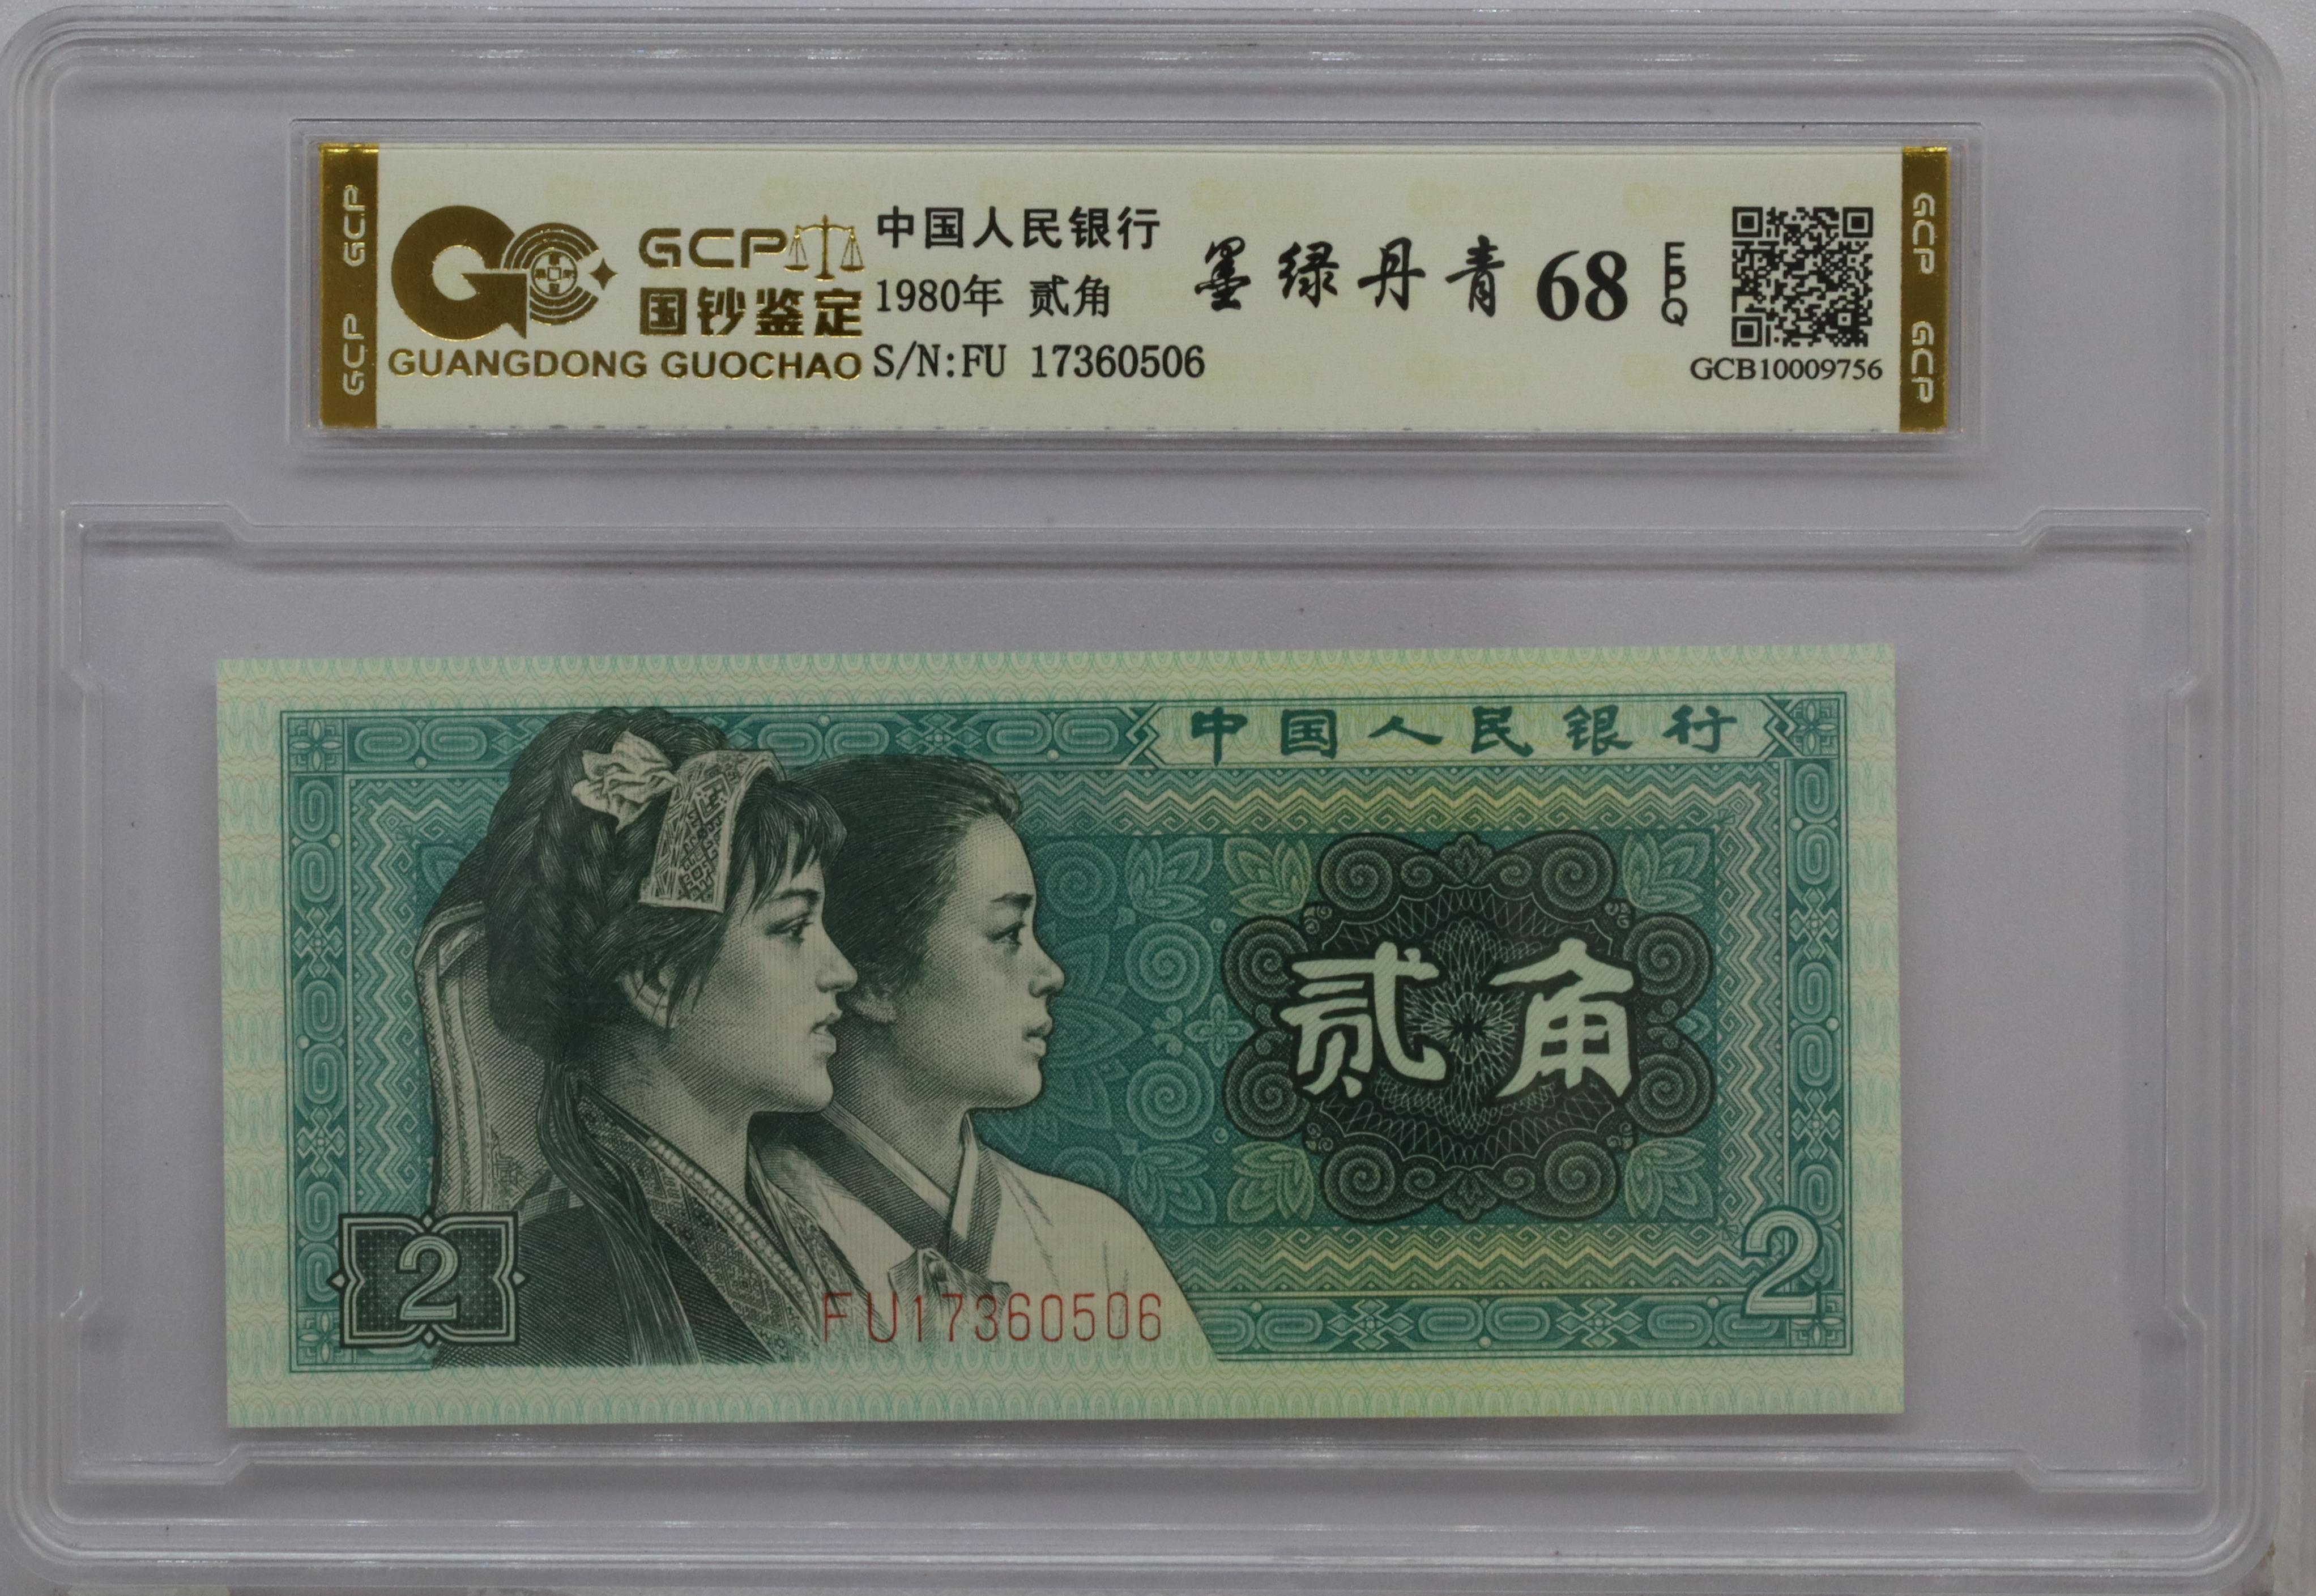 GCP
GCP
GCP
国钞鉴定
GUANGDONG GUOCHAO
中国人民银行
1980年 贰角
S/N:FU 17360506
墨绿丹青
68
EPQ
GCB10009756
GCP
GCP
中国人民银行
贰角
2
2
FU17360506